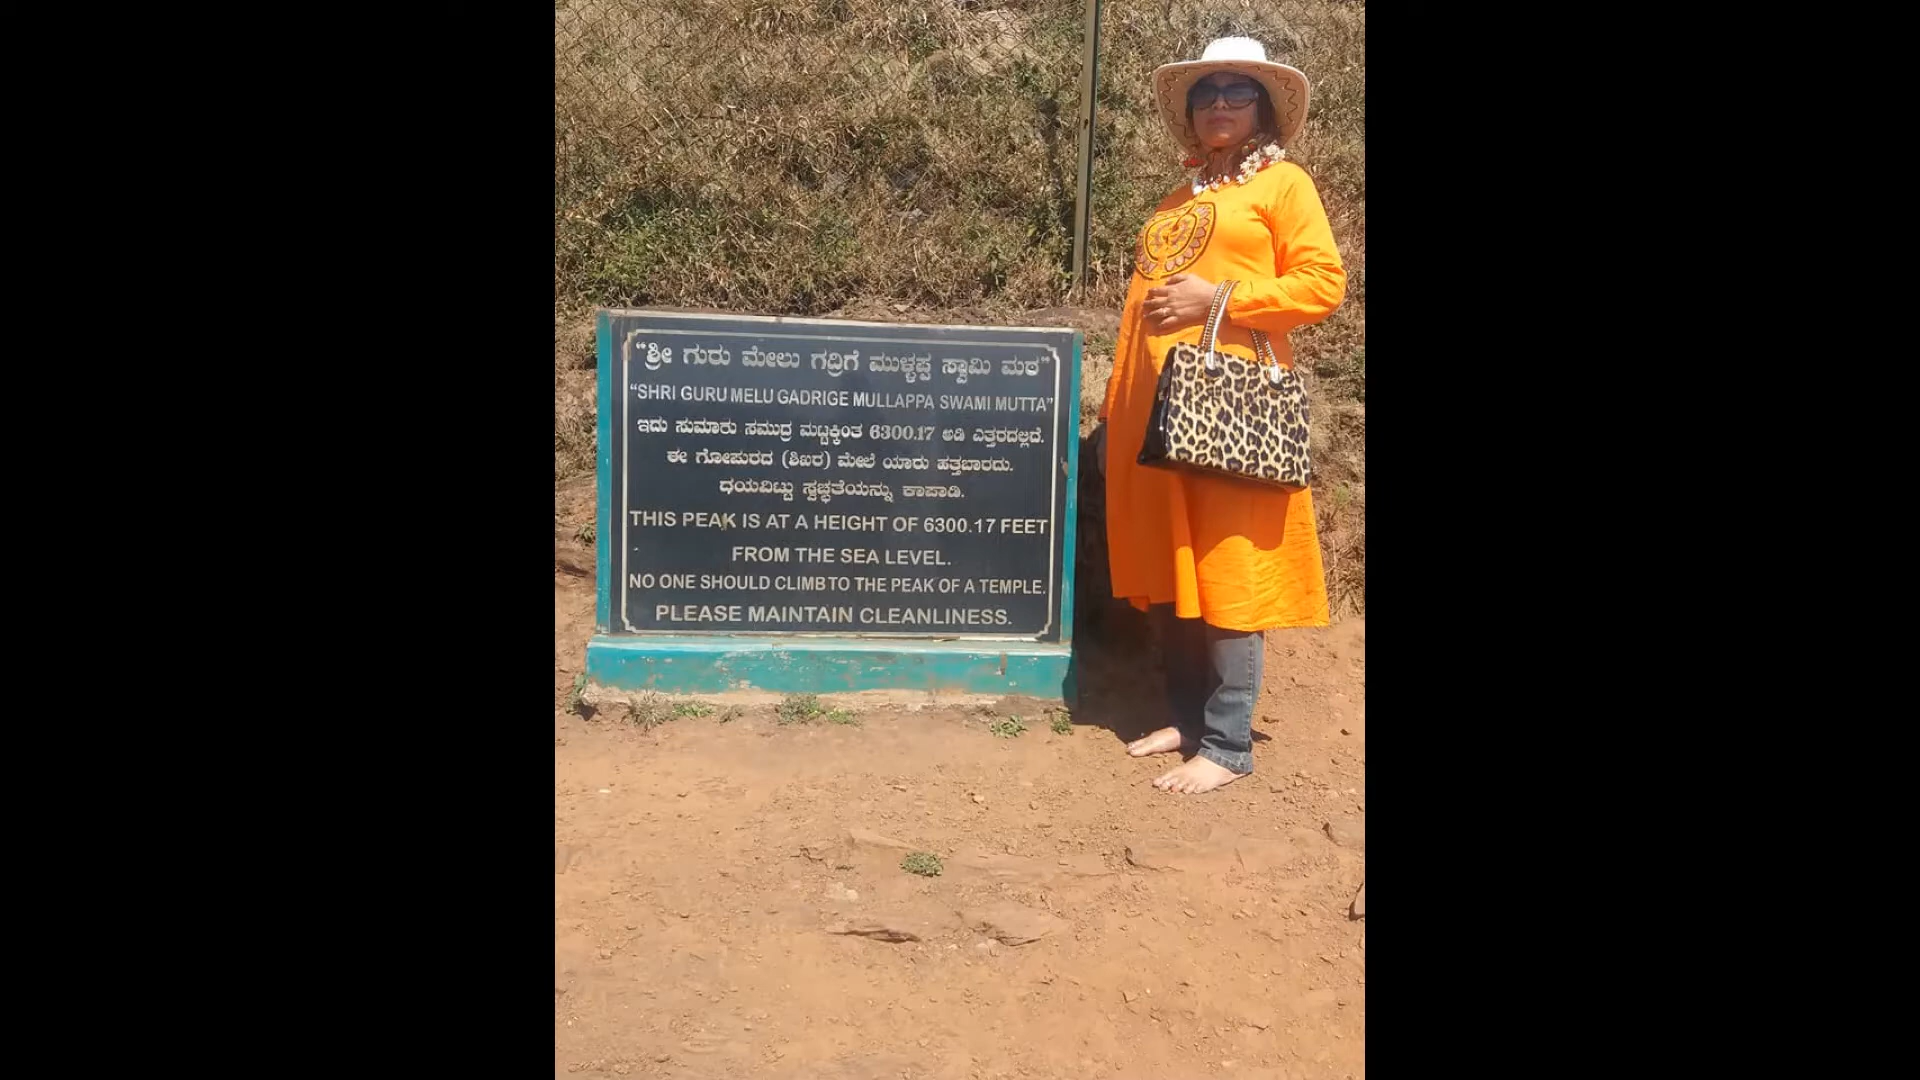 "ಶ್ರೀ ಗುರು ಮೇಲು ಗದ್ರಿಗೆ ಮುಳ್ಳಪ್ಪ ಸ್ವಾಮಿ ಮಠ"
"SHRI GURU MELU GADRIGE MULLAPPA SWAMI MUTTA"
ಇದು ಸುಮಾರು ಸಮುದ್ರ ಮಟ್ಟಕ್ಕಿಂತ 6300.17 ಅಡಿ ಎತ್ತರದಲ್ಲಿದೆ.
ಈ ಗೋಪುರದ (ಶಿಖರ) ಮೇಲೆ ಯಾರು ಹತ್ತಬಾರದು.
ಧಯವಿಟ್ಟು ಸ್ವಚ್ಛತೆಯನ್ನು ಕಾಪಾಡಿ.
THIS PEAK IS AT A HEIGHT OF 6300.17 FEET
FROM THE SEA LEVEL.
NO ONE SHOULD CLIMB TO THE PEAK OF A TEMPLE.
PLEASE MAINTAIN CLEANLINESS.